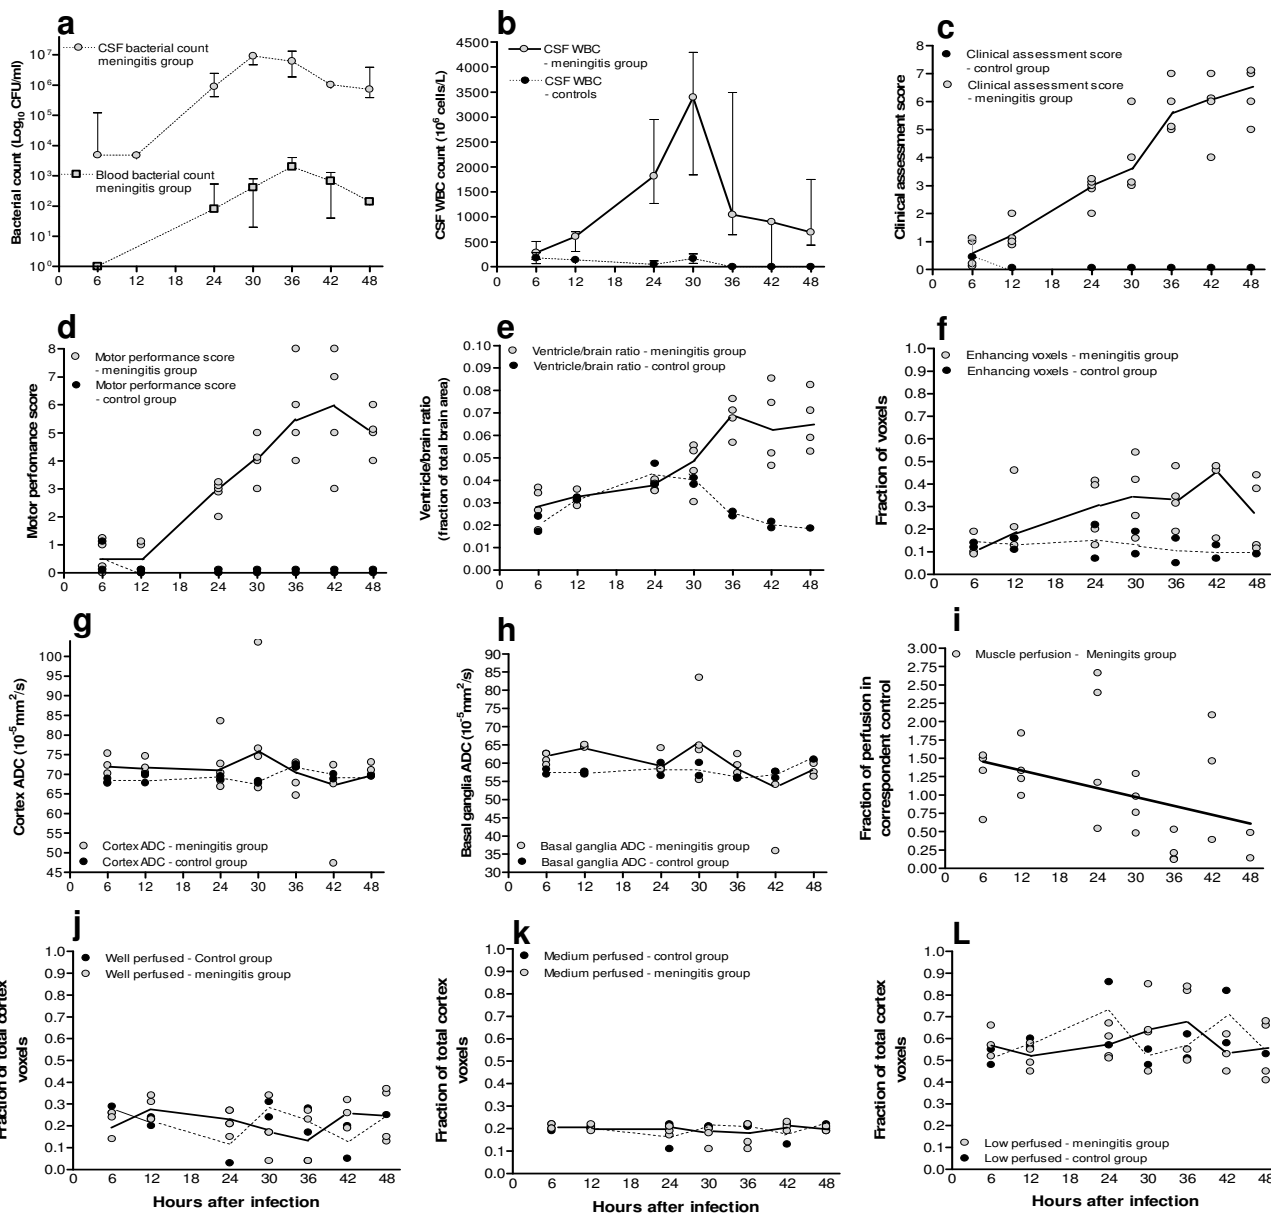 a
CSF bacterial count
meningitis group
Blood bacterial count
meningitis group
Bacterial count (Log10 CFU/ml)
10^7
10^6
10^5
10^4
10^3
10^2
10^1
10^0
0 6 12 18 24 30 36 42 48
b
CSF WBC
- meningitis group
CSF WBC
- controls
CSF WBC count (10^6 cells/L)
4500
4000
3500
3000
2500
2000
1500
1000
500
0
0 6 12 18 24 30 36 42 48
c
Clinical assessment score
- control group
Clinical assessment score
- meningitis group
Clinical assessment score
8
7
6
5
4
3
2
1
0
0 6 12 18 24 30 36 42 48
d
Motor performance score
- meningitis group
Motor performance score
- control group
Motor perfomance score
8
7
6
5
4
3
2
1
0
0 6 12 18 24 30 36 42 48
e
Ventricle/brain ratio - meningitis group
Ventricle/brain ratio - control group
Ventricle/brain ratio
(fraction of total brain area)
0.10
0.09
0.08
0.07
0.06
0.05
0.04
0.03
0.02
0.01
0.00
0 6 12 18 24 30 36 42 48
f
Enhancing voxels - meningitis group
Enhancing voxels - control group
Fraction of voxels
1.0
0.9
0.8
0.7
0.6
0.5
0.4
0.3
0.2
0.1
0.0
0 6 12 18 24 30 36 42 48
g
Cortex ADC (10^-5mm^2/s)
100
95
90
85
80
75
70
65
60
55
50
45
Cortex ADC - meningitis group
Cortex ADC - control group
0 6 12 18 24 30 36 42 48
h
Basal ganglia ADC (10^-5mm^2/s)
90
85
80
75
70
65
60
55
50
45
40
35
30
Basal ganglia ADC - meningitis group
Basal ganglia ADC - control group
0 6 12 18 24 30 36 42 48
i
Muscle perfusion - Meningits group
Fraction of perfusion in
correspondent control
3.00
2.75
2.50
2.25
2.00
1.75
1.50
1.25
1.00
0.75
0.50
0.25
0.00
0 6 12 18 24 30 36 42 48
j
Well perfused - Control group
Well perfused - meningitis group
Fraction of total cortex
voxels
1.0
0.9
0.8
0.7
0.6
0.5
0.4
0.3
0.2
0.1
0.0
0 6 12 18 24 30 36 42 48
Hours after infection
k
Medium perfused - control group
Medium perfused - meningitis group
Fraction of total cortex
voxels
1.0
0.9
0.8
0.7
0.6
0.5
0.4
0.3
0.2
0.1
0.0
0 6 12 18 24 30 36 42 48
Hours after infection
L
Fraction of total cortex
voxels
1.0
0.9
0.8
0.7
0.6
0.5
0.4
0.3
0.2
0.1
0.0
Low perfused - meningitis group
Low perfused - control group
0 6 12 18 24 30 36 42 48
Hours after infection